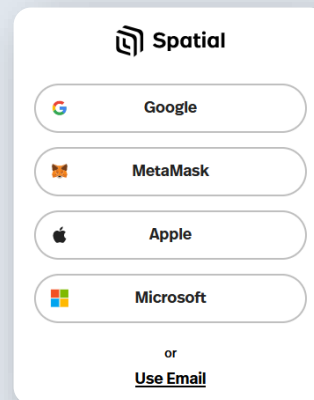 Spatial
Google
MetaMask
Apple
Microsoft
or
Use Email